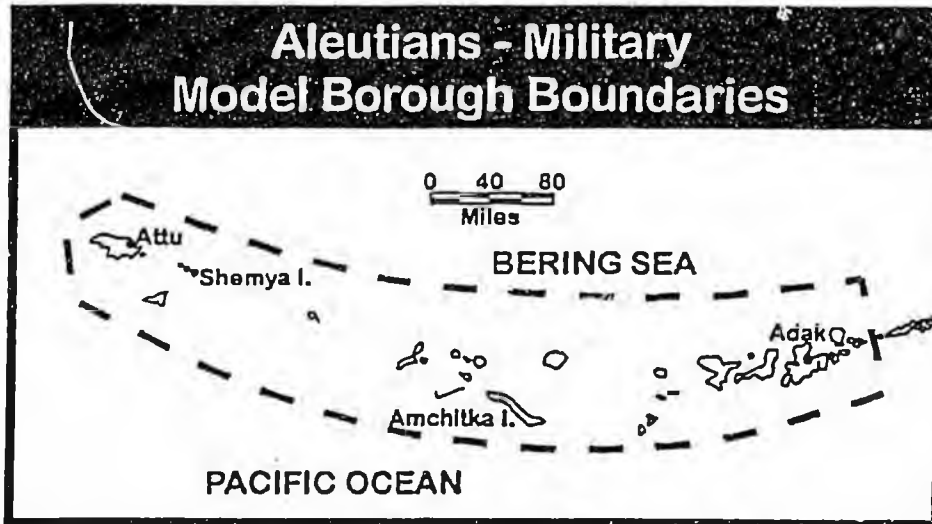 Aleutians - Military
Model Borough Boundaries
0 40 80
Miles
Attu
BERING SEA
Shemya I.
Adak
Amchitka I.
PACIFIC OCEAN